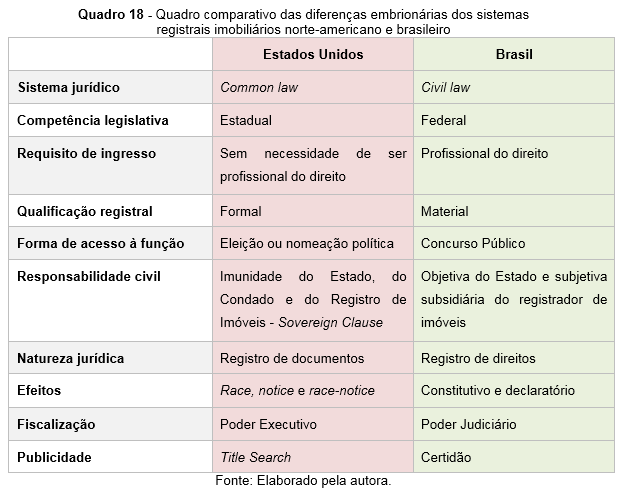 Quadro 18 - Quadro comparativo das diferenças embrionárias dos sistemas
registrais imobiliários norte-americano e brasileiro
Estados Unidos Brasil
Sistema jurídico Common law Civil law
Competência legislativa Estadual Federal
Requisito de ingresso Sem necessidade de ser Profissional do direito
profissional do direito
Qualificação registral Formal Material
Forma de acesso à função Eleição ou nomeação política Concurso Público
Responsabilidade civil Imunidade do Estado, do Objetiva do Estado e subjetiva
Condado e do Registro de subsidiária do registrador de
Imóveis - Sovereign Clause imóveis
Natureza jurídica Registro de documentos Registro de direitos
Efeitos Race, notice e race-notice Constitutivo e declaratório
Fiscalização Poder Executivo Poder Judiciário
Publicidade Title Search Certidão
Fonte: Elaborado pela autora.